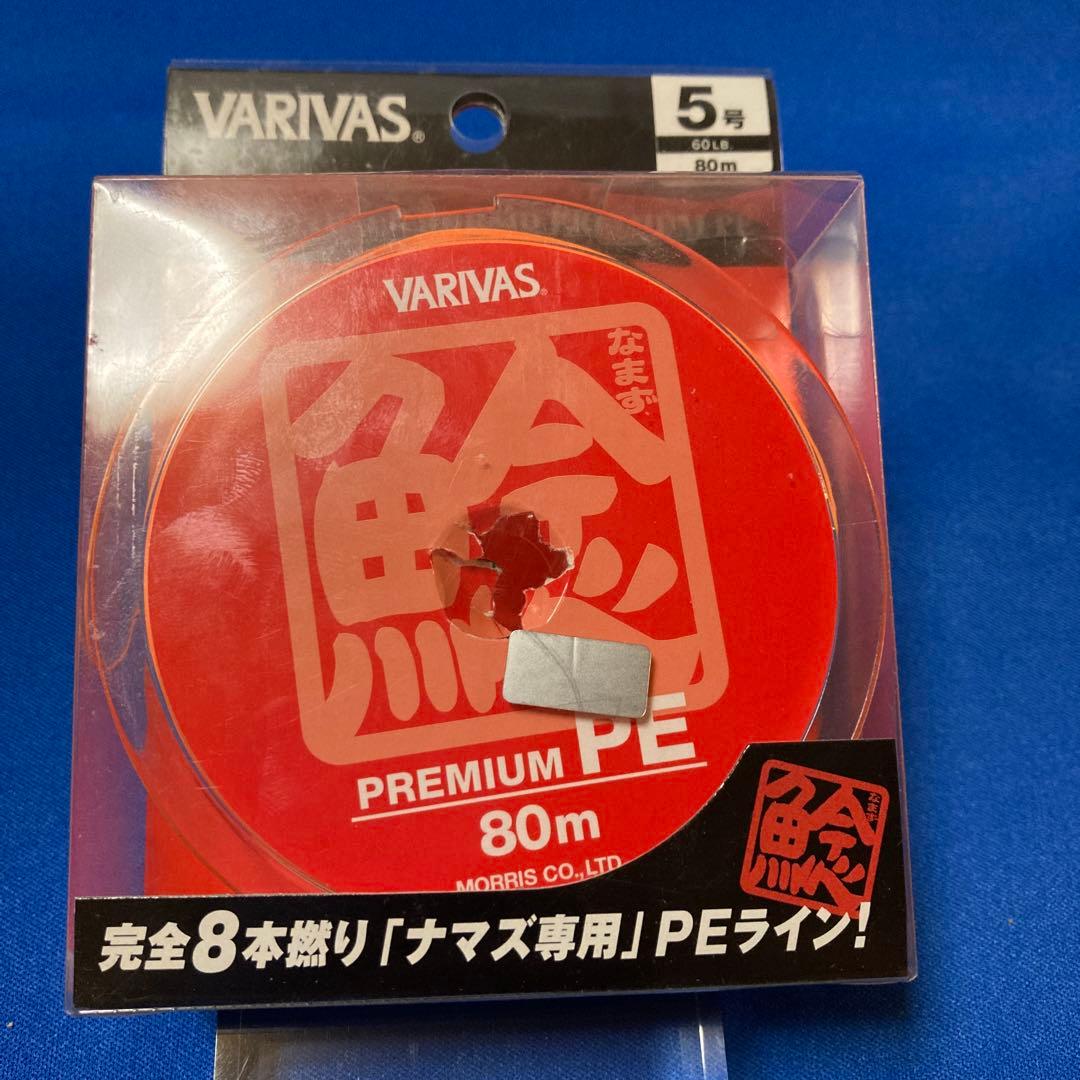 VARIVAS®
5号
60LB.
80m
VARIVAS®
なまず
鯰
PREMIUM PE
80m
MORRIS CO.,LTD
鯰
完全8本撚り「ナマズ専用」PEライン!